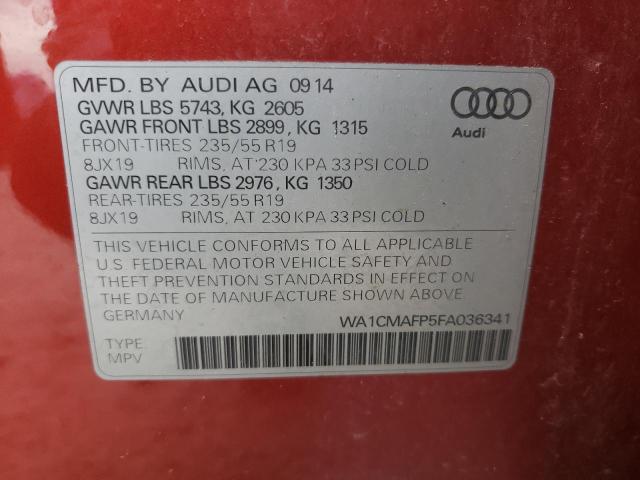 MFD. BY AUDI AG 09 14
GVWR LBS 5743, KG 2605
GAWR FRONT LBS 2899, KG 1315
FRONT-TIRES 235/55 R19
8JX19 RIMS, AT 230 KPA 33 PSI COLD
GAWR REAR LBS 2976, KG 1350
REAR-TIRES 235/55 R19
8JX19 RIMS, AT 230 KPA 33 PSI COLD
Audi
THIS VEHICLE CONFORMS TO ALL APPLICABLE
U.S. FEDERAL MOTOR VEHICLE SAFETY AND
THEFT PREVENTION STANDARDS IN EFFECT ON
THE DATE OF MANUFACTURE SHOWN ABOVE.
GERMANY
WA1CMAFP5FA036341
TYPE:
MPV